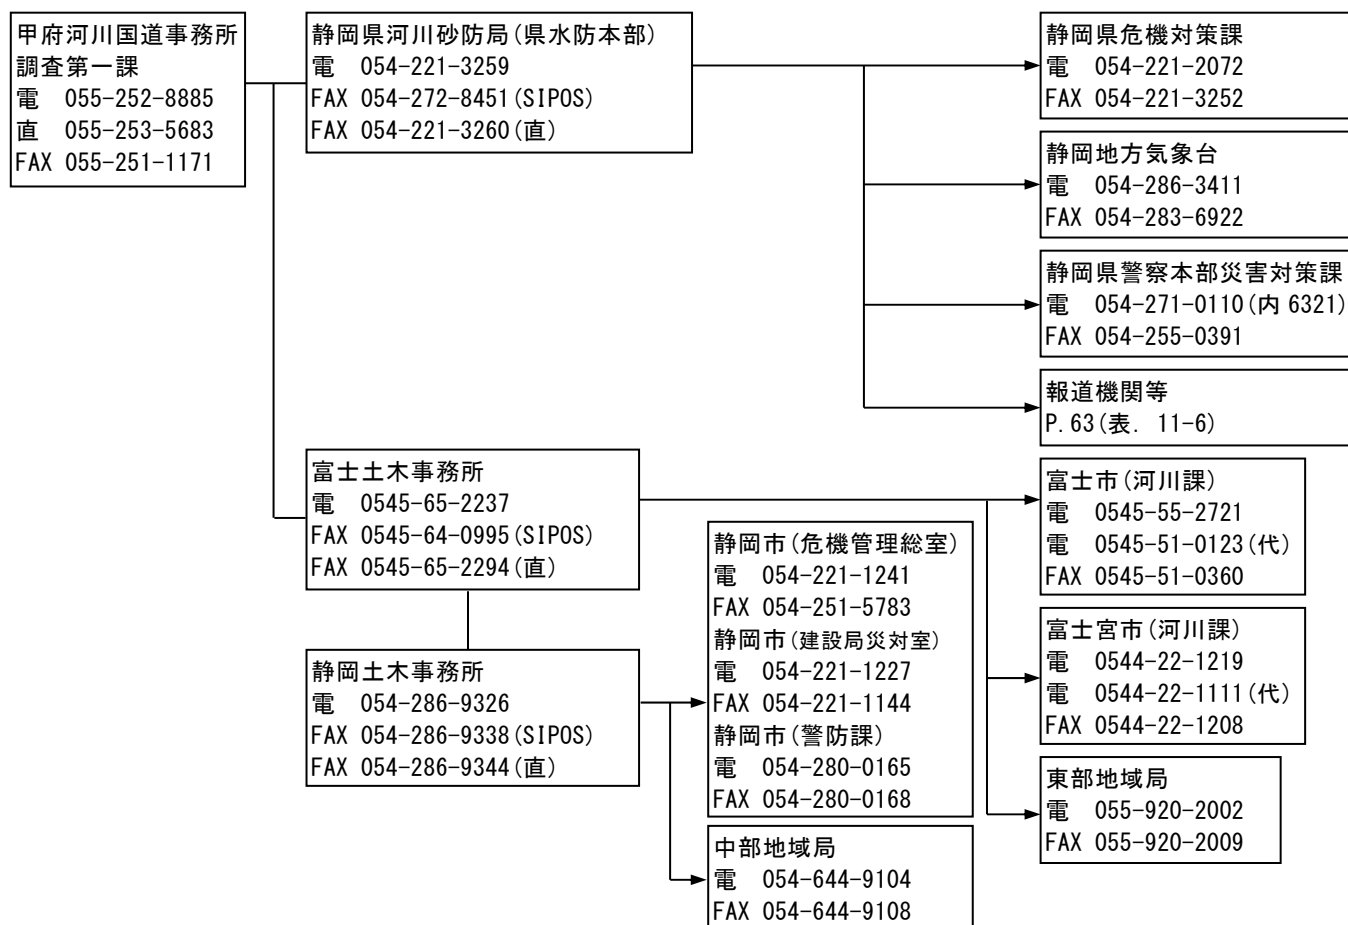 甲府河川国道事務所
調査第一課
電 055-252-8885
直 055-253-5683
FAX 055-251-1171
静岡県河川砂防局(県水防本部)
電 054-221-3259
FAX 054-272-8451(SIPOS)
FAX 054-221-3260(直)
静岡県危機対策課
電 054-221-2072
FAX 054-221-3252
静岡地方気象台
電 054-286-3411
FAX 054-283-6922
静岡県警察本部災害対策課
電 054-271-0110(内 6321)
FAX 054-255-0391
報道機関等
P.63(表. 11-6)
富士土木事務所
電 0545-65-2237
FAX 0545-64-0995(SIPOS)
FAX 0545-65-2294(直)
富士市(河川課)
電 0545-55-2721
電 0545-51-0123(代)
FAX 0545-51-0360
富士宮市(河川課)
電 0544-22-1219
電 0544-22-1111(代)
FAX 0544-22-1208
東部地域局
電 055-920-2002
FAX 055-920-2009
静岡土木事務所
電 054-286-9326
FAX 054-286-9338(SIPOS)
FAX 054-286-9344(直)
静岡市(危機管理総室)
電 054-221-1241
FAX 054-251-5783
静岡市(建設局災対室)
電 054-221-1227
FAX 054-221-1144
静岡市(警防課)
電 054-280-0165
FAX 054-280-0168
中部地域局
電 054-644-9104
FAX 054-644-9108